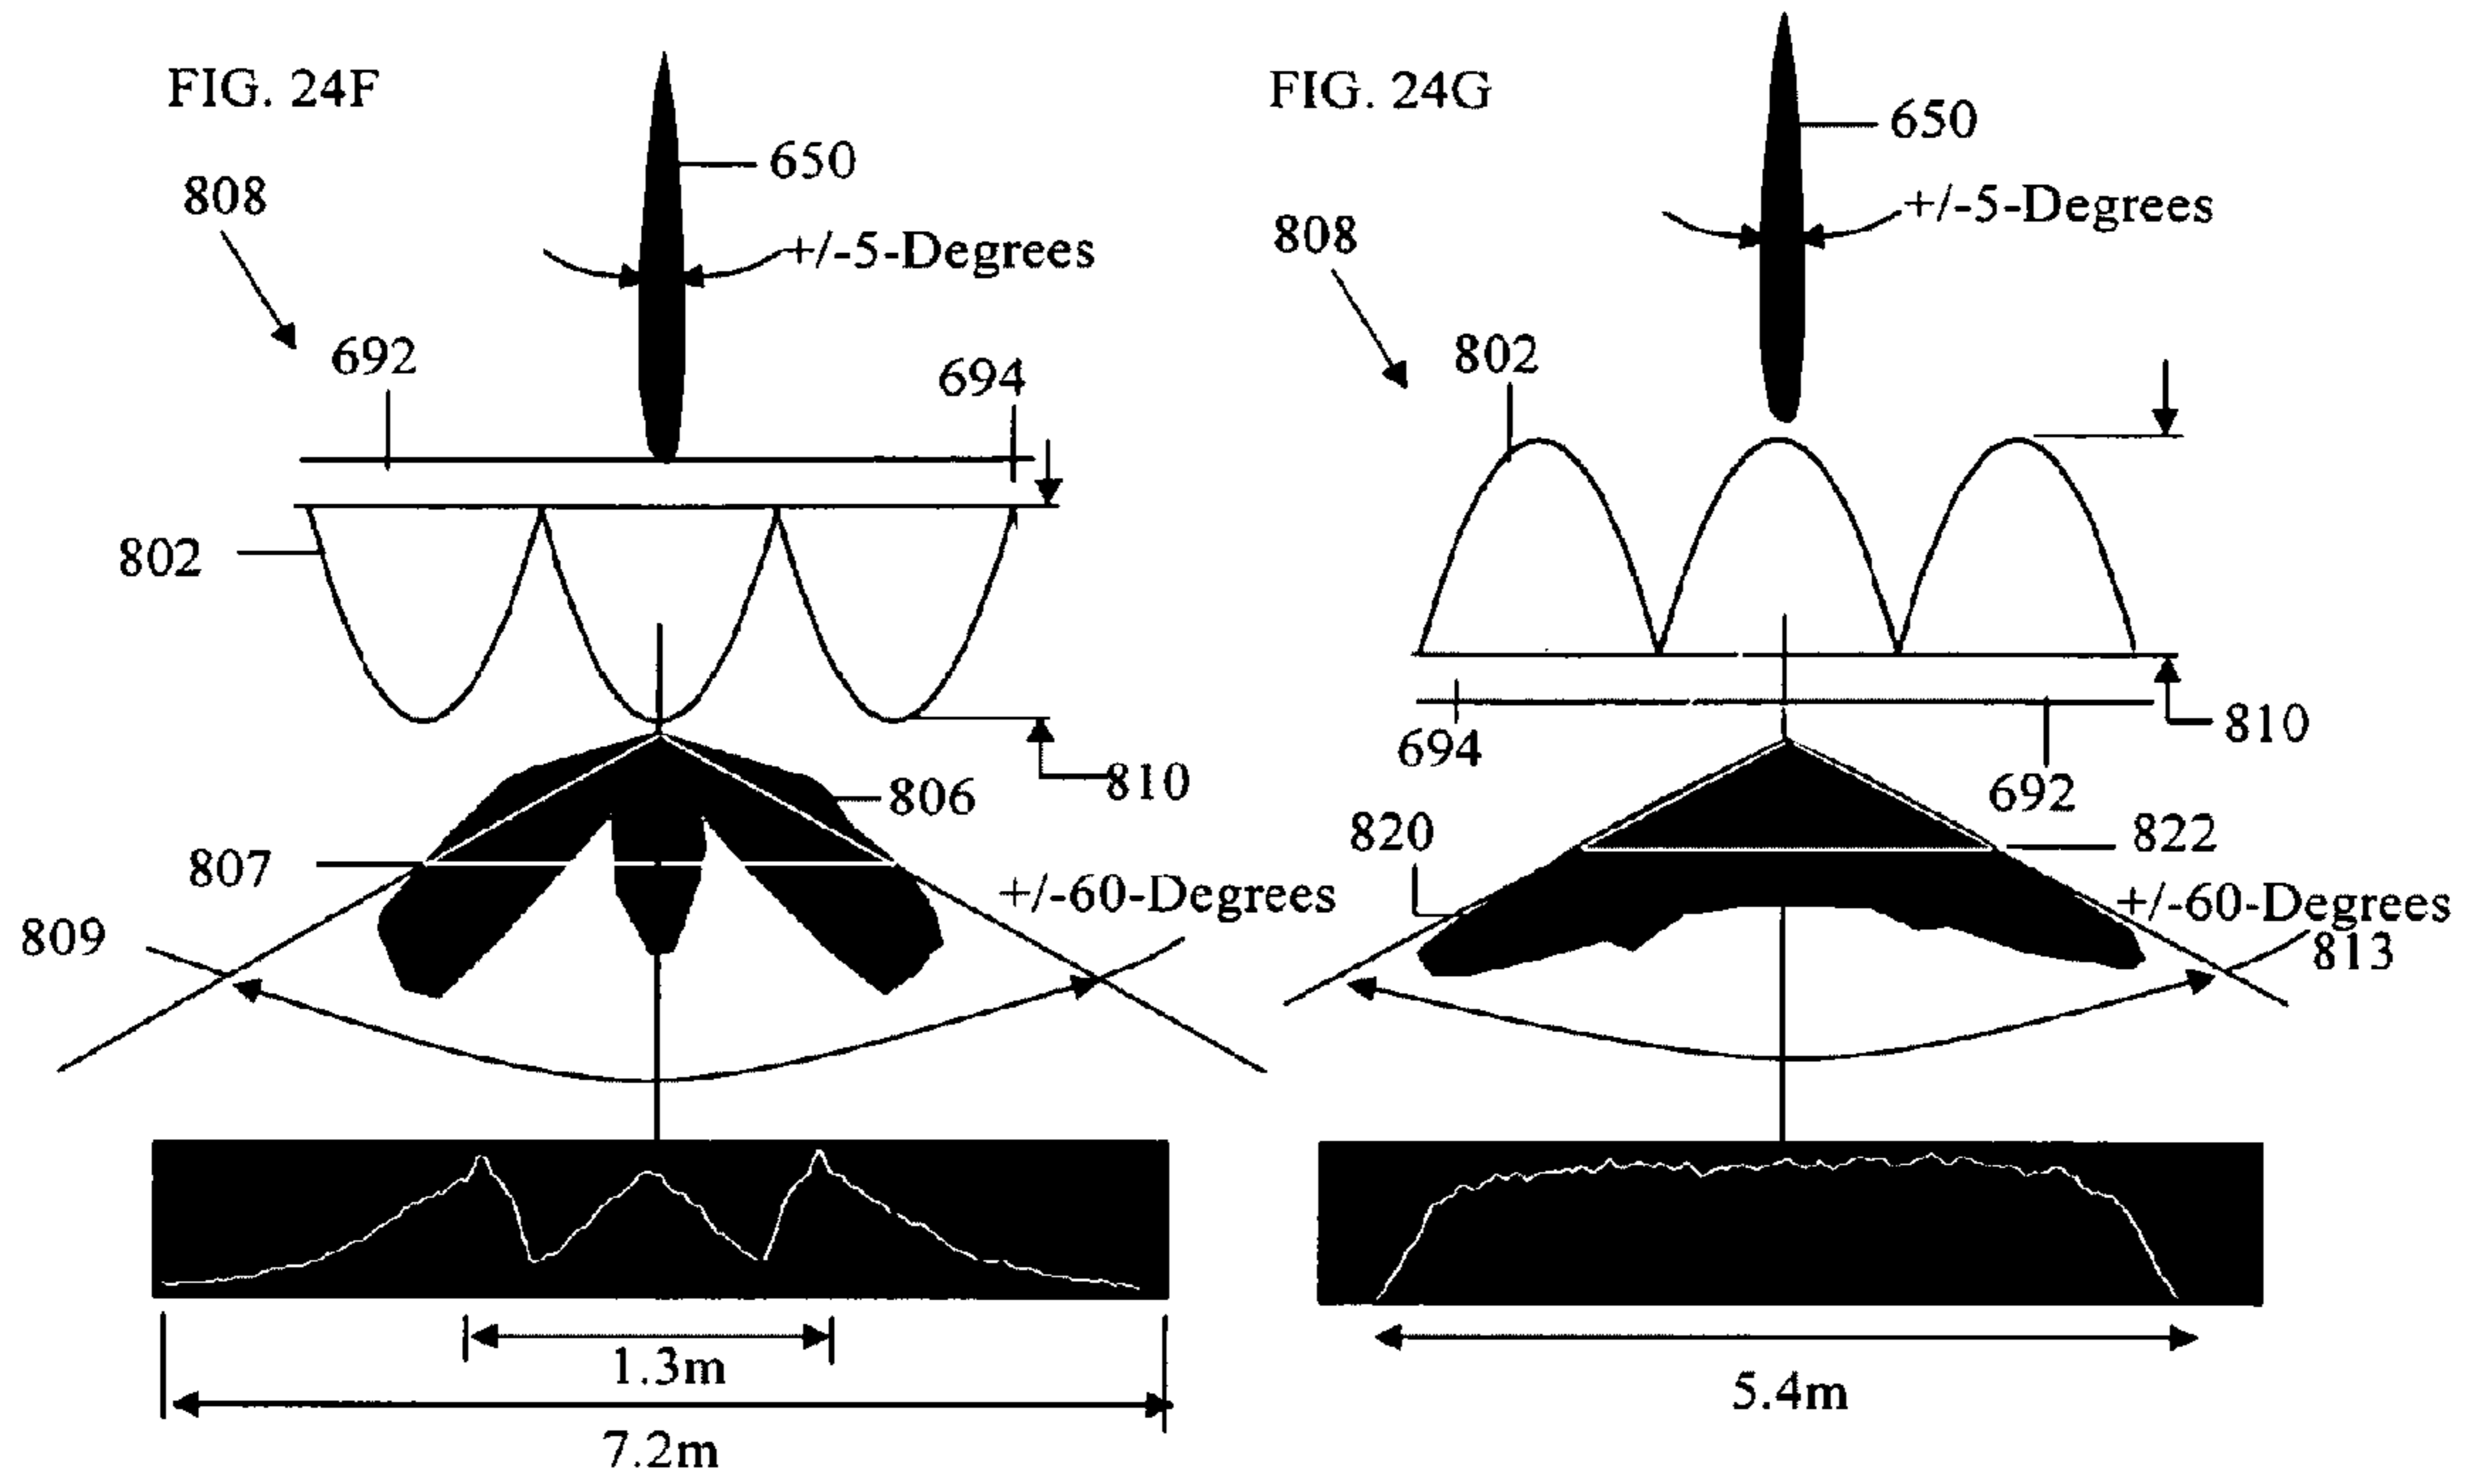 FIG. 24F
650
808
+/-5-Degrees
692
694
802
810
806
807
809
+/-60-Degrees
1.3m
7.2m
FIG. 24G
650
+/-5-Degrees
808
802
810
694
692
820
822
+/-60-Degrees
813
5.4m